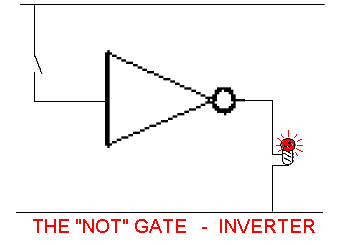 THE "NOT" GATE - INVERTER